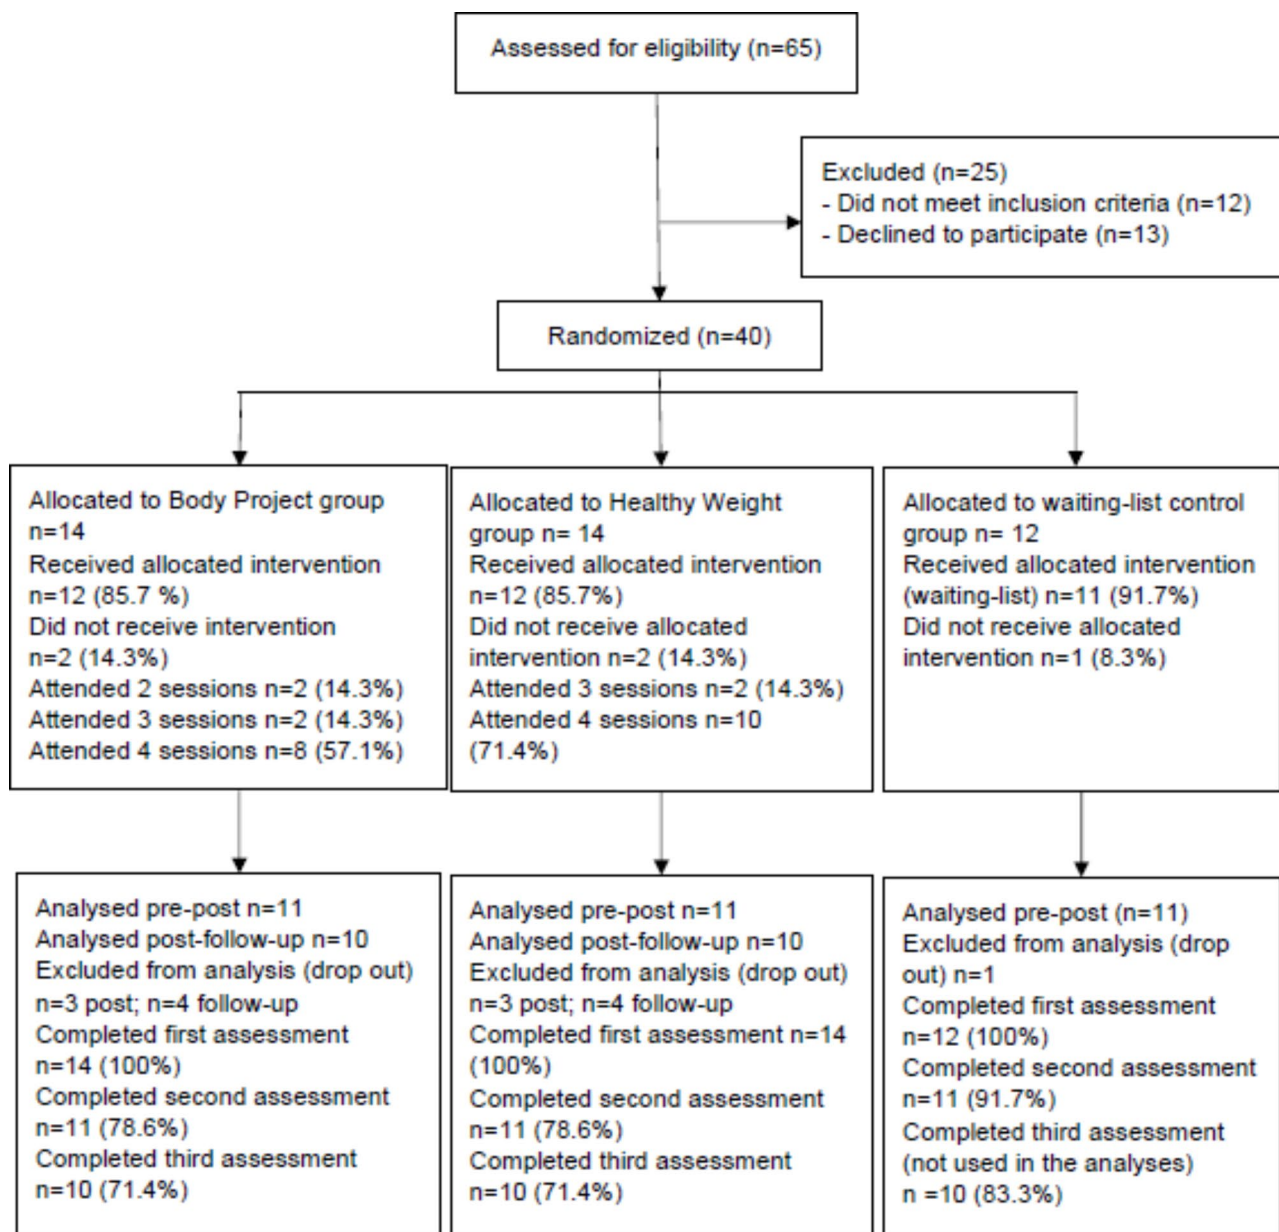 Assessed for eligibility (n=65)
Excluded (n=25)
- Did not meet inclusion criteria (n=12)
- Declined to participate (n=13)
Randomized (n=40)
Allocated to Body Project group
n=14
Received allocated intervention
n=12 (85.7 %)
Did not receive intervention
n=2 (14.3%)
Attended 2 sessions n=2 (14.3%)
Attended 3 sessions n=2 (14.3%)
Attended 4 sessions n=8 (57.1%)
Allocated to Healthy Weight
group n= 14
Received allocated intervention
n=12 (85.7%)
Did not receive allocated
intervention n=2 (14.3%)
Attended 3 sessions n=2 (14.3%)
Attended 4 sessions n=10
(71.4%)
Allocated to waiting-list control
group n= 12
Received allocated intervention
(waiting-list) n=11 (91.7%)
Did not receive allocated
intervention n=1 (8.3%)
Analysed pre-post n=11
Analysed post-follow-up n=10
Excluded from analysis (drop out)
n=3 post; n=4 follow-up
Completed first assessment
n=14 (100%)
Completed second assessment
n=11 (78.6%)
Completed third assessment
n=10 (71.4%)
Analysed pre-post n=11
Analysed post-follow-up n=10
Excluded from analysis (drop out)
n=3 post; n=4 follow-up
Completed first assessment n=14
(100%)
Completed second assessment
n=11 (78.6%)
Completed third assessment
n=10 (71.4%)
Analysed pre-post (n=11)
Excluded from analysis (drop
out) n=1
Completed first assessment
n=12 (100%)
Completed second assessment
n=11 (91.7%)
Completed third assessment
(not used in the analyses)
n =10 (83.3%)